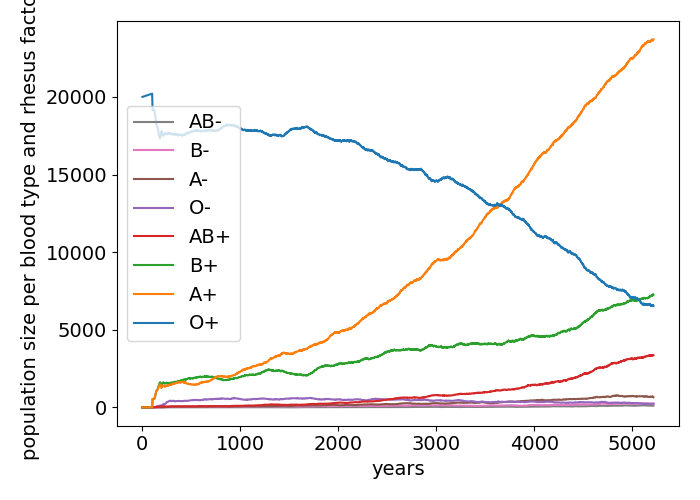 population size per blood type and rhesus facto
20000
15000
10000
5000
0
AB-
B-
A-
O-
AB+
B+
A+
O+
0 1000 2000 3000 4000 5000
years